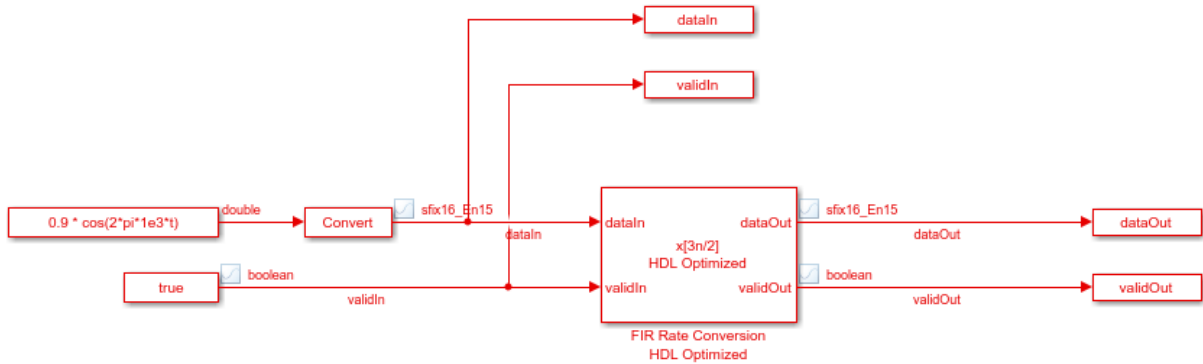 dataIn
validIn
0.9 * cos(2*pi*1e3*t)
double
Convert
sfix16_En15
dataIn
true
boolean
validIn
dataIn
validIn
x[3n/2]
HDL Optimized
dataOut
validOut
FIR Rate Conversion
HDL Optimized
sfix16_En15
dataOut
boolean
validOut
dataOut
validOut